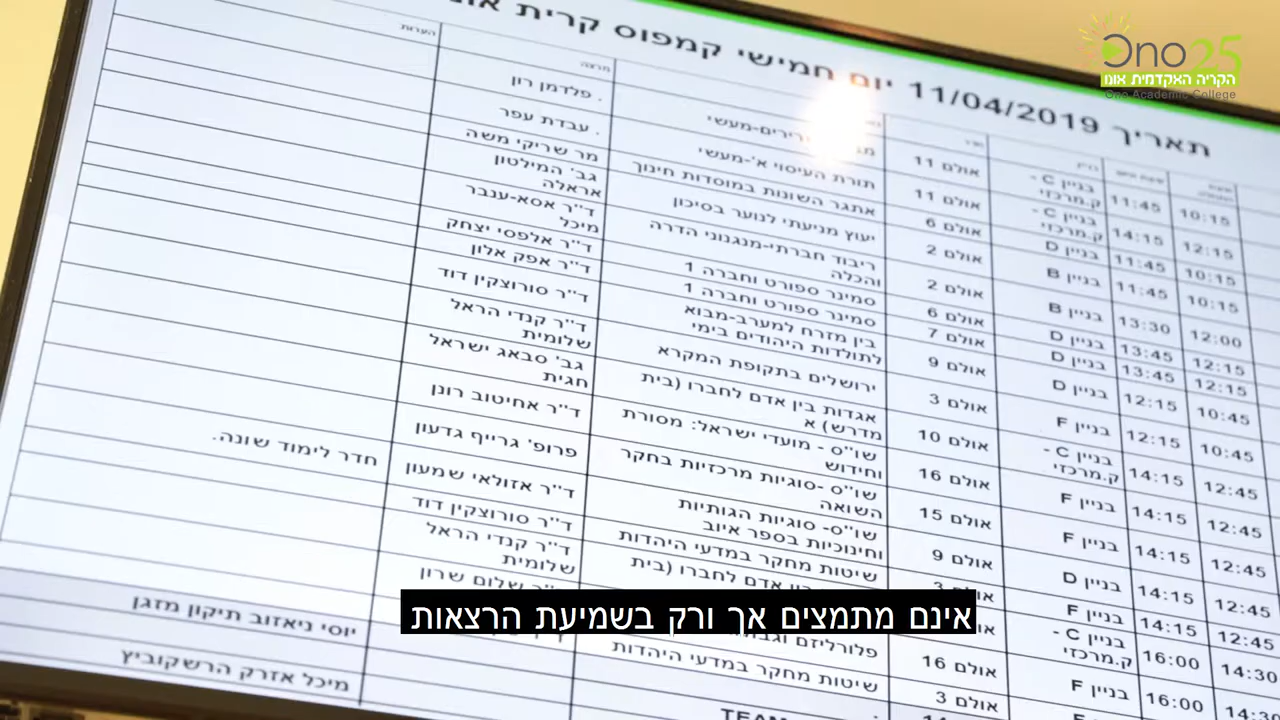 Ono25
הקריה האקדמית אונו
Ono Academic College
תאריך 11/04/2019 יום חמישי קמפוס קרית
מרצה הערות
10:15 11:45 בניין C - ק.מרכזי אולם 11 . פלדמן רון
12:15 14:15 בניין C - ק.מרכזי אולם 11 תורת העיסוי א'-מעשי . עבדת עפר
10:15 11:45 בניין D אולם 6 אתגר השונות במוסדות חינוך מר שריקי משה
10:15 11:45 בניין B אולם 2 יעוץ מניעתי לנוער בסיכון גב' המילטון אראלה
12:00 13:30 בניין B אולם 2 ריבוד חברתי-מנגנוני הדרה והכלה ד''ר אסא-ענבר מיכל
12:15 13:45 בניין D אולם 6 סמינר ספורט וחברה 1 ד''ר אלפסי יצחק
12:15 13:45 בניין D אולם 7 סמינר ספורט וחברה 1 ד''ר אפק אלון
10:45 12:15 בניין D אולם 9 בין מזרח למערב-מבוא לתולדות היהודים בימי ד''ר סורוצקין דוד
10:45 12:15 בניין F אולם 3 ירושלים בתקופת המקרא ד''ר קנדי הראל שלומית
12:45 14:15 בניין C - ק.מרכזי אולם 10 אגדות בין אדם לחברו (בית מדרש) א גב' סבאג ישראל חגית
12:45 14:15 בניין F אולם 16 שו''ס - מועדי ישראל: מסורת וחידוש ד''ר אחיטוב רונן
12:45 14:15 בניין F אולם 15 שו''ס -סוגיות מרכזיות בחקר השואה פרופ' גרייף גדעון
12:45 14:15 בניין D אולם 9 שו''ס- סוגיות הגותיות וחינוכיות בספר איוב ד''ר אזולאי שמעון חדר לימוד שונה.
12:45 14:15 בניין F שיטות מחקר במדעי היהדות ד''ר סורוצקין דוד
14:30 16:00 בניין C - ק.מרכזי אדם לחברו (בית ד''ר קנדי הראל שלומית
16:00 בניין F אולם 16 פלורליזם שלום שרון
אולם 3 שיטות מחקר במדעי היהדות
יוסי ניאזוב תיקון מזגן
מיכל אזרק הרשקוביץ
TEAM
אינם מתמצים אך ורק בשמיעת הרצאות